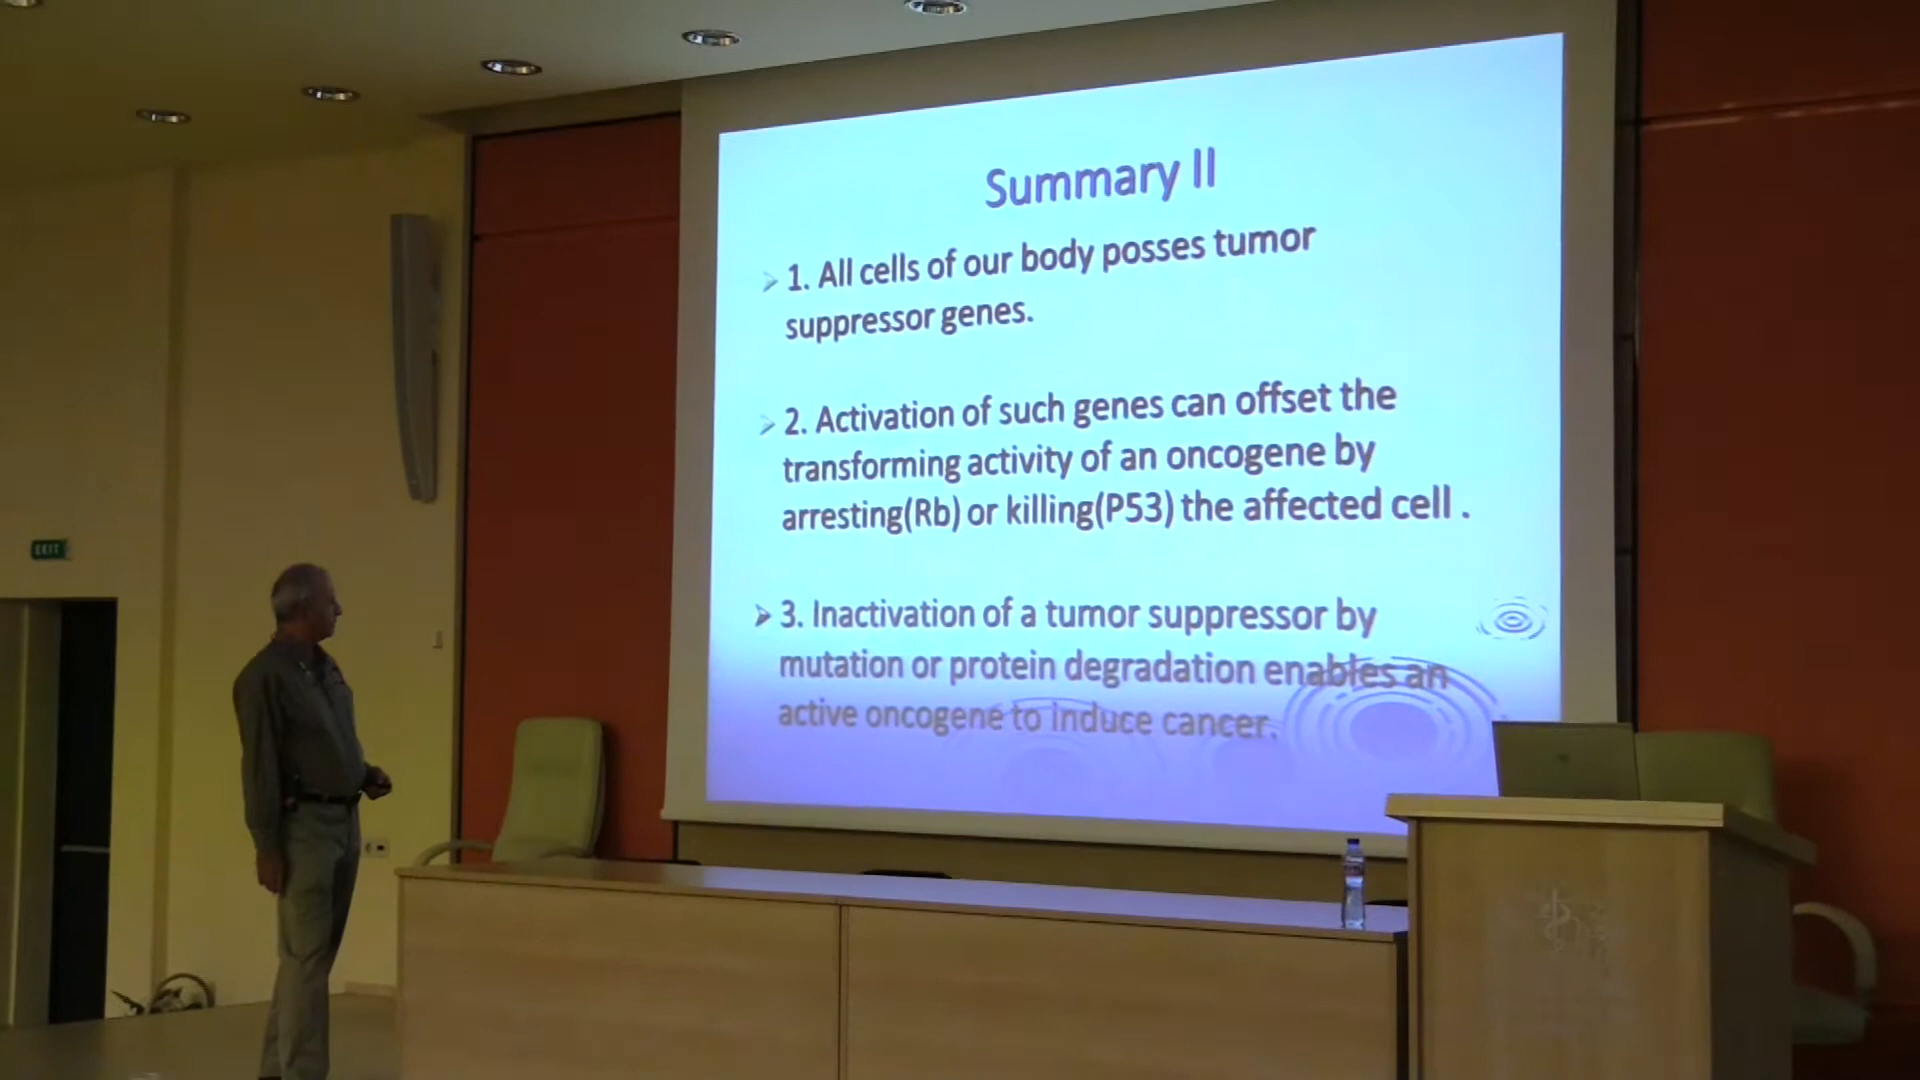 Summary II
1. All cells of our body posses tumor
suppressor genes.
2. Activation of such genes can offset the
transforming activity of an oncogene by
arresting(Rb) or killing(P53) the affected cell .
3. Inactivation of a tumor suppressor by
mutation or protein degradation enables an
active oncogene to induce cancer.
EXIT